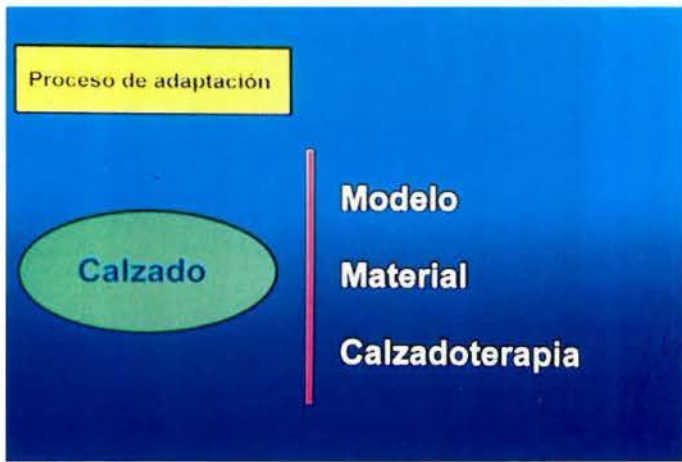 Proceso de adaptación
Calzado
Modelo
Material
Calzadoterapia